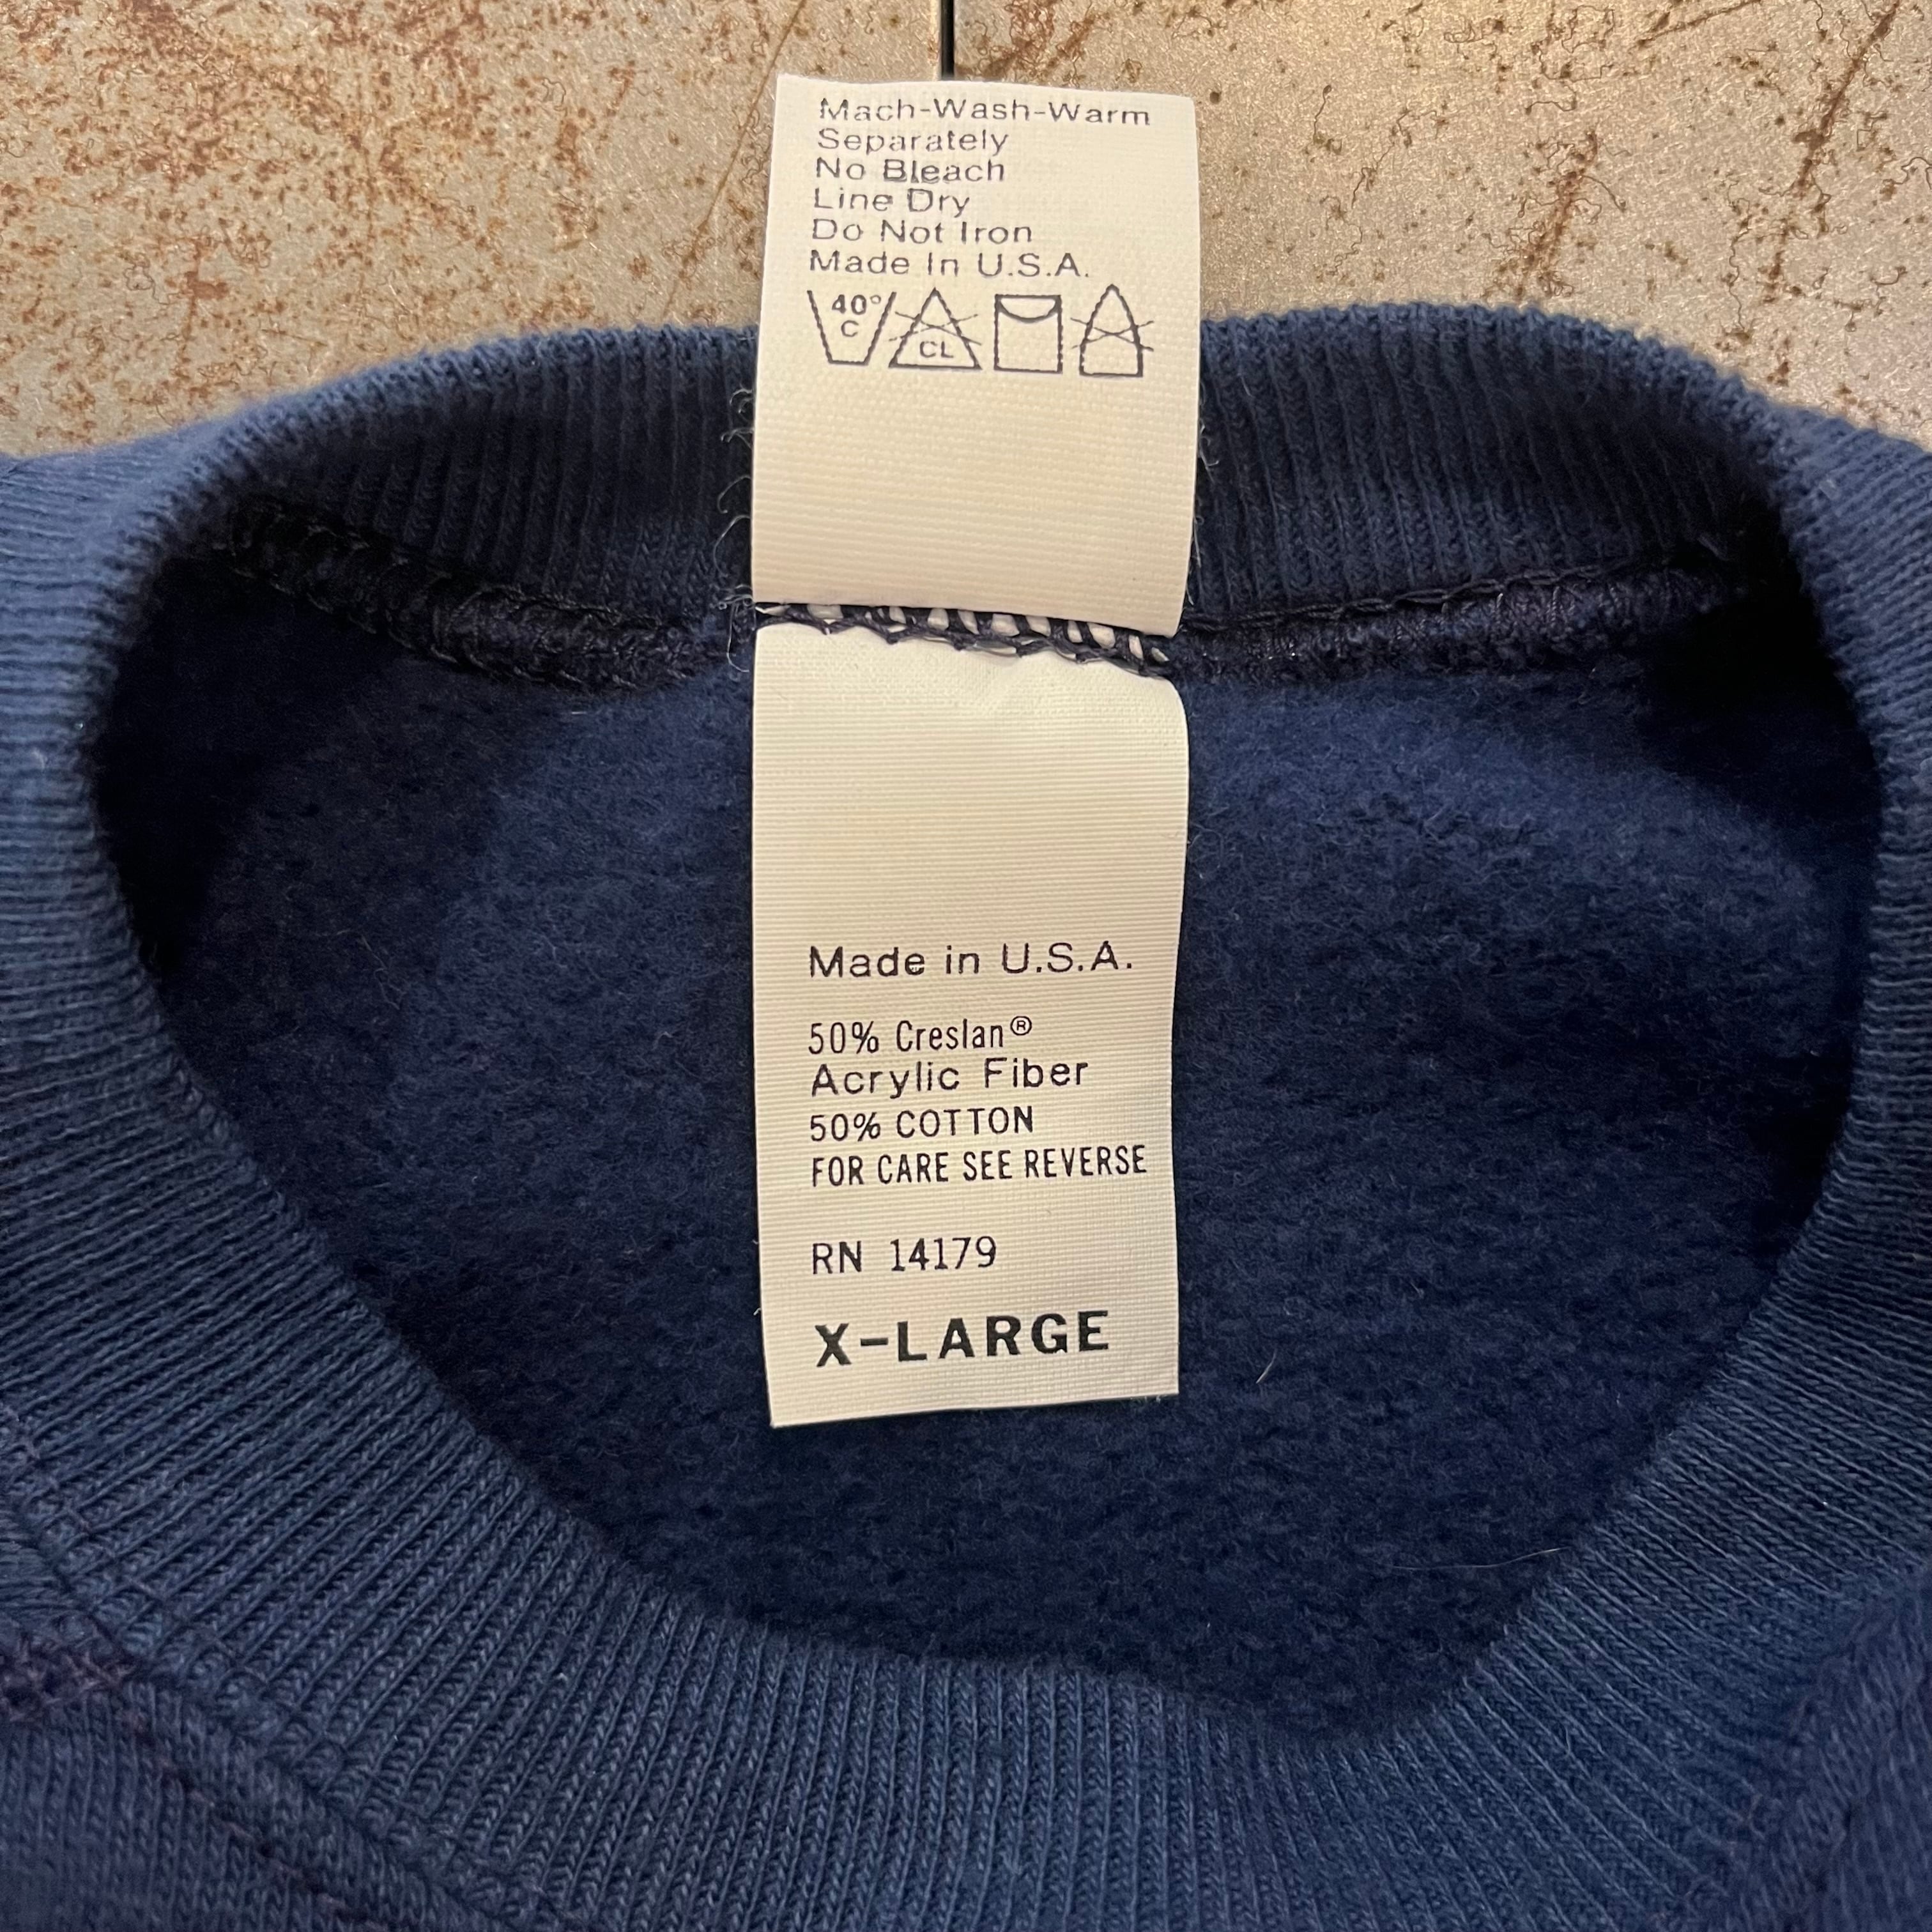 Mach-Wash-Warm
Separately
No Bleach
Line Dry
Do Not Iron
Made In U.S.A.
40°
C
CL
Made in U.S.A.
50% Creslan®
Acrylic Fiber
50% COTTON
FOR CARE SEE REVERSE
RN 14179
X-LARGE